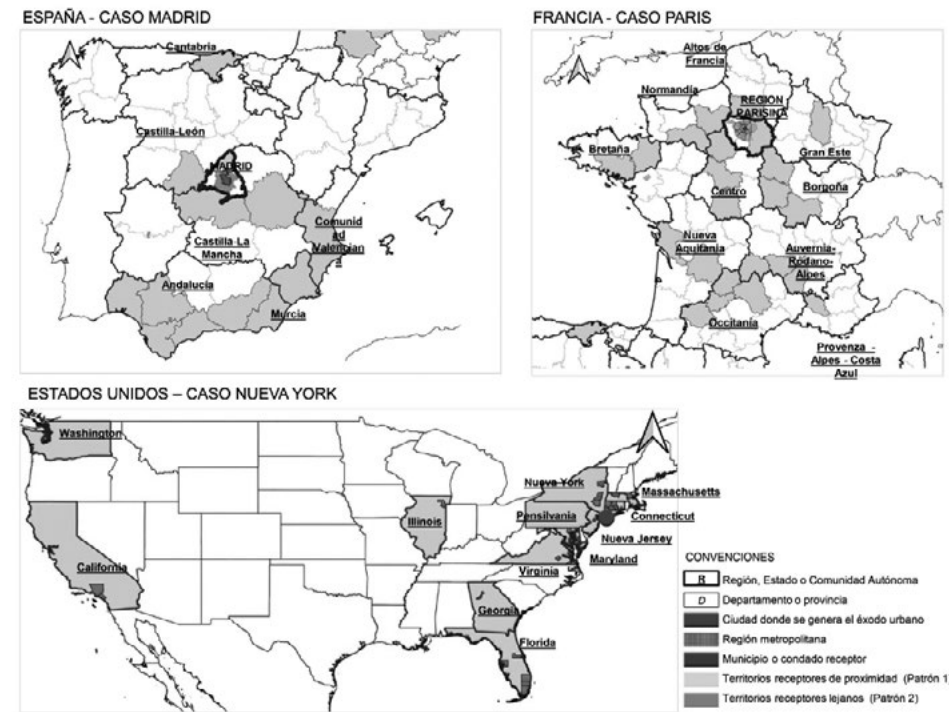 ESPAÑA - CASO MADRID
Cantabria
Castilla-León
MADRID
Comunid
ad
Valencian
a
Castilla-La
Mancha
Andalucía
Murcia
FRANCIA - CASO PARIS
Altos de
Francia
Normandía
REGION
PARISINA
Bretaña
Gran Este
Centro
Borgoña
Nueva
Aquitania
Auvernia-
Ródano-
Alpes
Occitanía
Provenza -
Alpes - Costa
Azul
ESTADOS UNIDOS – CASO NUEVA YORK
Washington
Nueva York
Massachusetts
Illinois
Pensilvania
Connecticut
Nueva Jersey
Maryland
California
Virginia
Georgia
Florida
CONVENCIONES
R Región, Estado o Comunidad Autónoma
D Departamento o provincia
Ciudad donde se genera el éxodo urbano
Región metropolitana
Municipio o condado receptor
Territorios receptores de proximidad (Patrón 1)
Territorios receptores lejanos (Patrón 2)